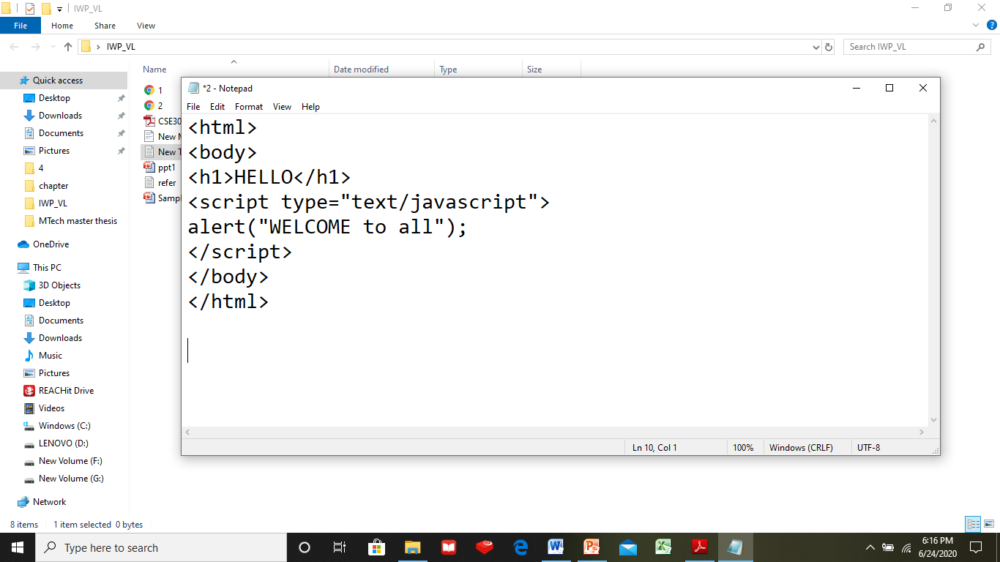 IWP_VL
File Home Share View
IWP_VL
Search IWP_VL
Name Date modified Type Size
Quick access
Desktop
Downloads
Documents
Pictures
4
chapter
IWP_VL
MTech master thesis
OneDrive
This PC
3D Objects
Desktop
Documents
Downloads
Music
Pictures
REACHit Drive
Videos
Windows (C:)
LENOVO (D:)
New Volume (F:)
New Volume (G:)
Network
1
2
CSE30
New M
New T
ppt1
refer
Sampl
*2 - Notepad
File Edit Format View Help
<html>
<body>
<h1>HELLO</h1>
<script type="text/javascript">
alert("WELCOME to all");
</script>
</body>
</html>
Ln 10, Col 1 100% Windows (CRLF) UTF-8
8 items 1 item selected 0 bytes
Type here to search
6:16 PM
6/24/2020